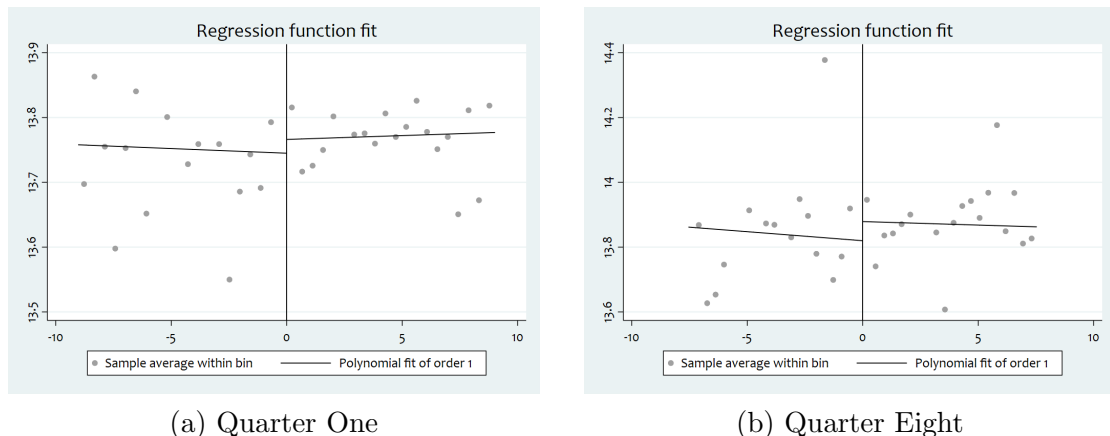 Regression function fit
13.9
13.8
13.7
13.6
13.5
-10 -5 0 5 10
Sample average within bin Polynomial fit of order 1
(a) Quarter One
Regression function fit
14.4
14.2
14
13.8
13.6
-10 -5 0 5 10
Sample average within bin Polynomial fit of order 1
(b) Quarter Eight